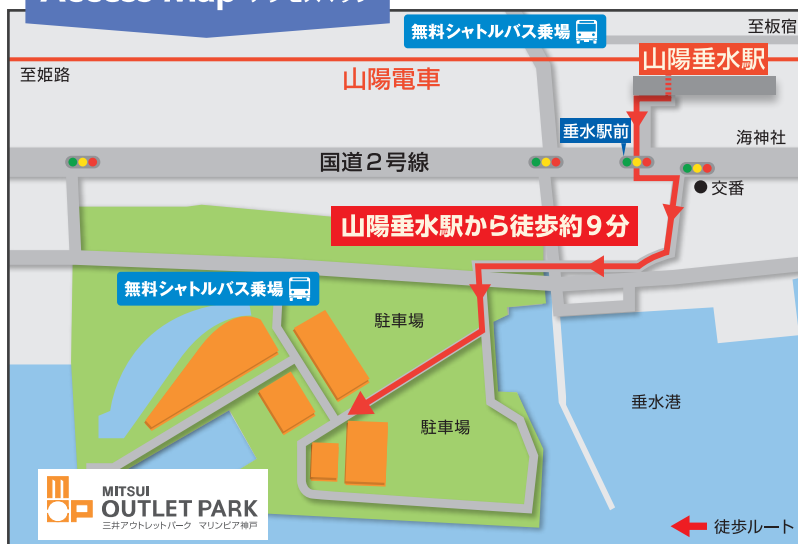 Access Map アクセスマップ
無料シャトルバス乗場
至板宿
山陽垂水駅
至姫路
山陽電車
垂水駅前
海神社
国道2号線
交番
山陽垂水駅から徒歩約9分
無料シャトルバス乗場
駐車場
垂水港
駐車場
mop
MITSUI
OUTLET PARK
三井アウトレットパーク マリンピア神戸
徒歩ルート